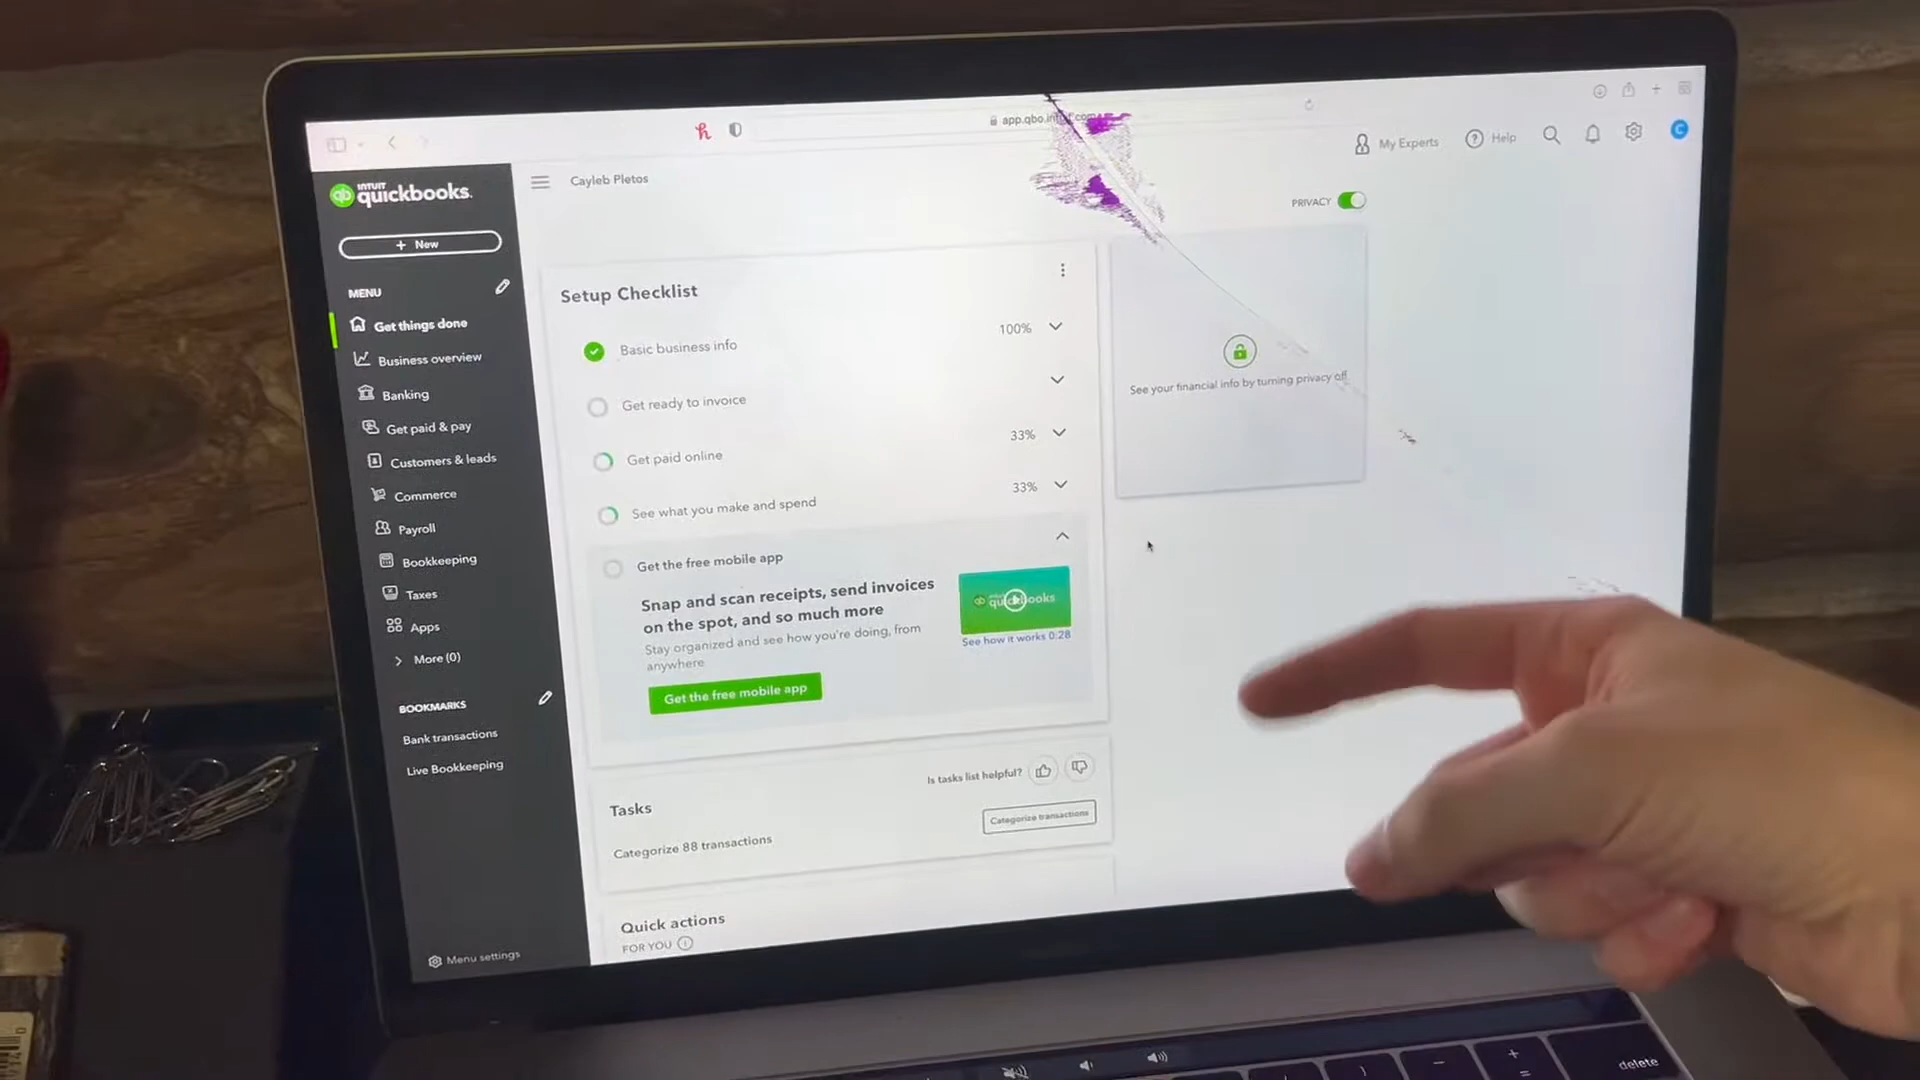 app.qbo.intuit.com
My Experts
Help
C
INTUIT
quickbooks.
Cayleb Pletos
PRIVACY
+ New
MENU
Get things done
Business overview
Banking
Get paid & pay
Customers & leads
Commerce
Payroll
Bookkeeping
Taxes
Apps
More (0)
BOOKMARKS
Bank transactions
Live Bookkeeping
Menu settings
Setup Checklist
Basic business info
100%
Get ready to invoice
Get paid online
33%
See what you make and spend
33%
Get the free mobile app
Snap and scan receipts, send invoices
on the spot, and so much more
Stay organized and see how you're doing, from
anywhere
Get the free mobile app
quickbooks
See how it works 0:28
See your financial info by turning privacy off
Is tasks list helpful?
Tasks
Categorize 88 transactions
Categorize transactions
Quick actions
FOR YOU
delete